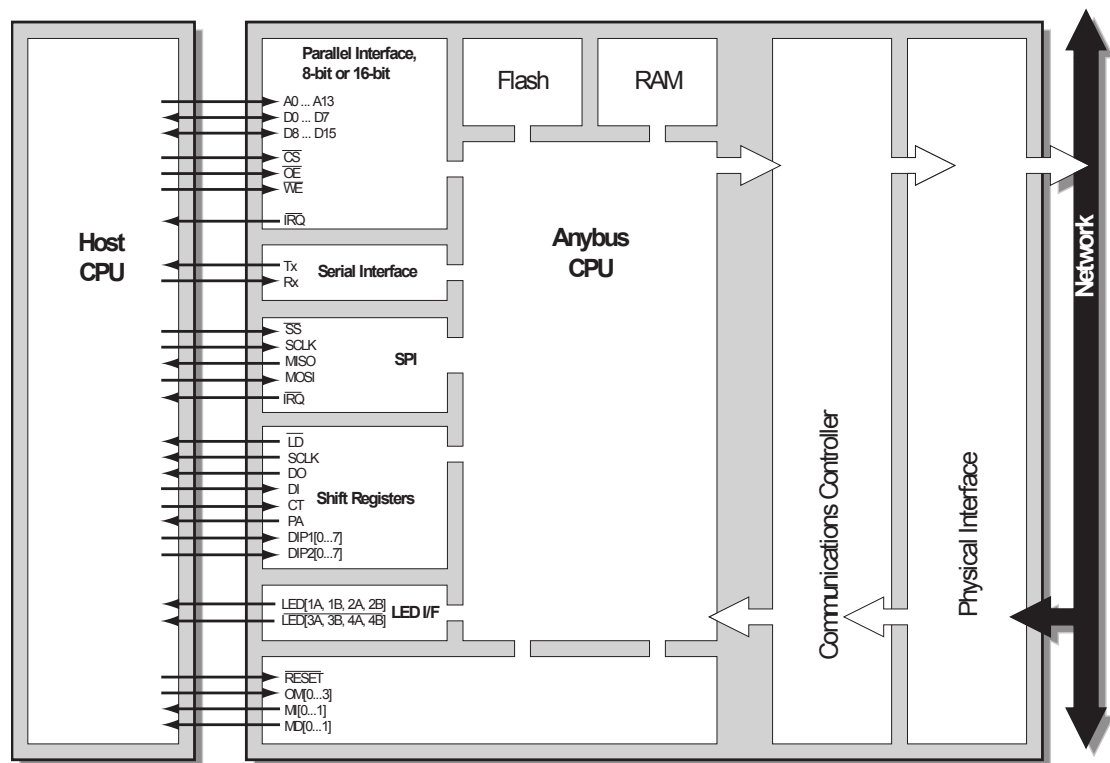 Parallel Interface,
8-bit or 16-bit
A0 ... A13
D0 ... D7
D8 ... D15
CS
OE
WE
IRQ
Host
CPU
Tx
Rx
Serial Interface
SS
SCLK
MISO
MOSI
IRQ
SPI
LD
SCLK
DO
DI
CT
PA
DIP1[0...7]
DIP2[0...7]
Shift Registers
LED[1A, 1B, 2A, 2B]
LED[3A, 3B, 4A, 4B]
LED I/F
RESET
OM[0...3]
MI[0...1]
MD[0...1]
Flash
RAM
Anybus
CPU
Communications Controller
Physical Interface
Network